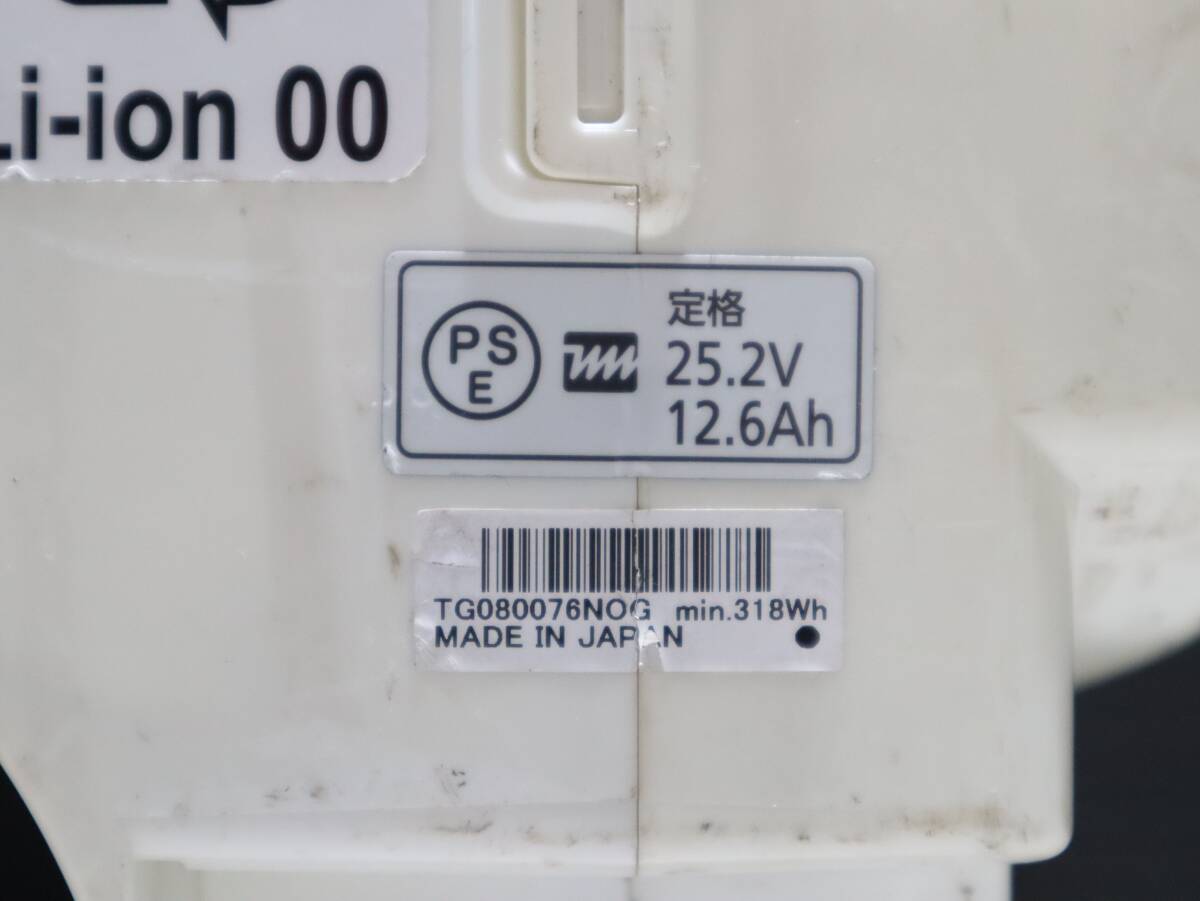 Li-ion 00
PS
E
定格
25.2V
12.6Ah
TG080076NOG min.318Wh
MADE IN JAPAN